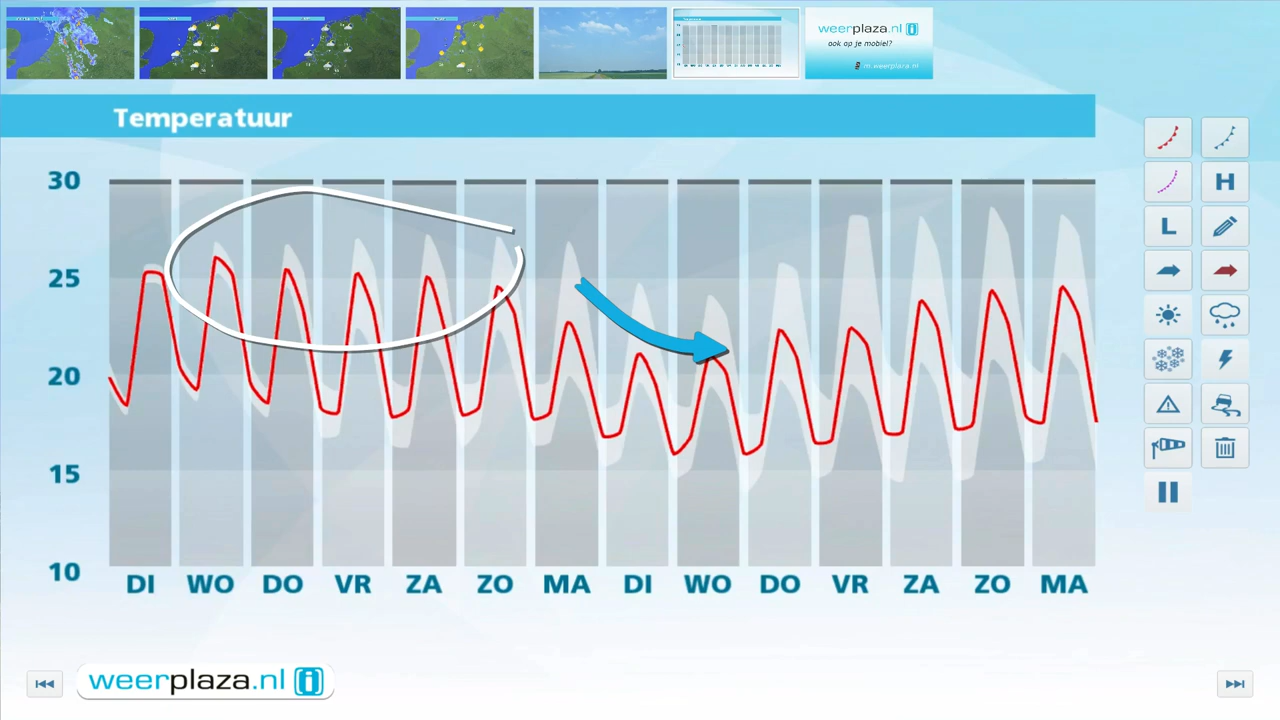 weerplaza.nl
ook op je mobiel?
m.weerplaza.nl
Temperatuur
30
25
20
15
10
DI WO DO VR ZA ZO MA DI WO DO VR ZA ZO MA
H
L
weerplaza.nl